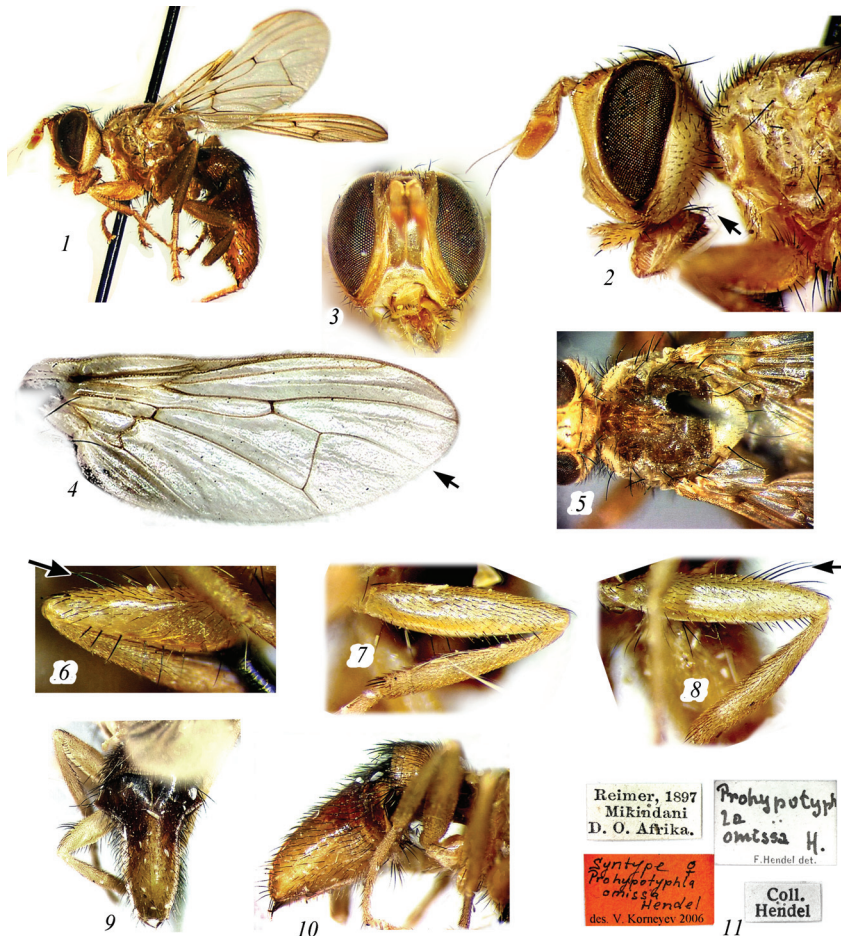 1
2
3
4
5
6
7
8
9
10
Reimer, 1897
Mikindani
D. O. Afrika.
Prohypotyph
la
omissa H.
F. Hendel det.
Syntype ♀
Prohypotyphla
omissa
Hendel
des. V. Korneyev 2006
Coll.
Hendel
11